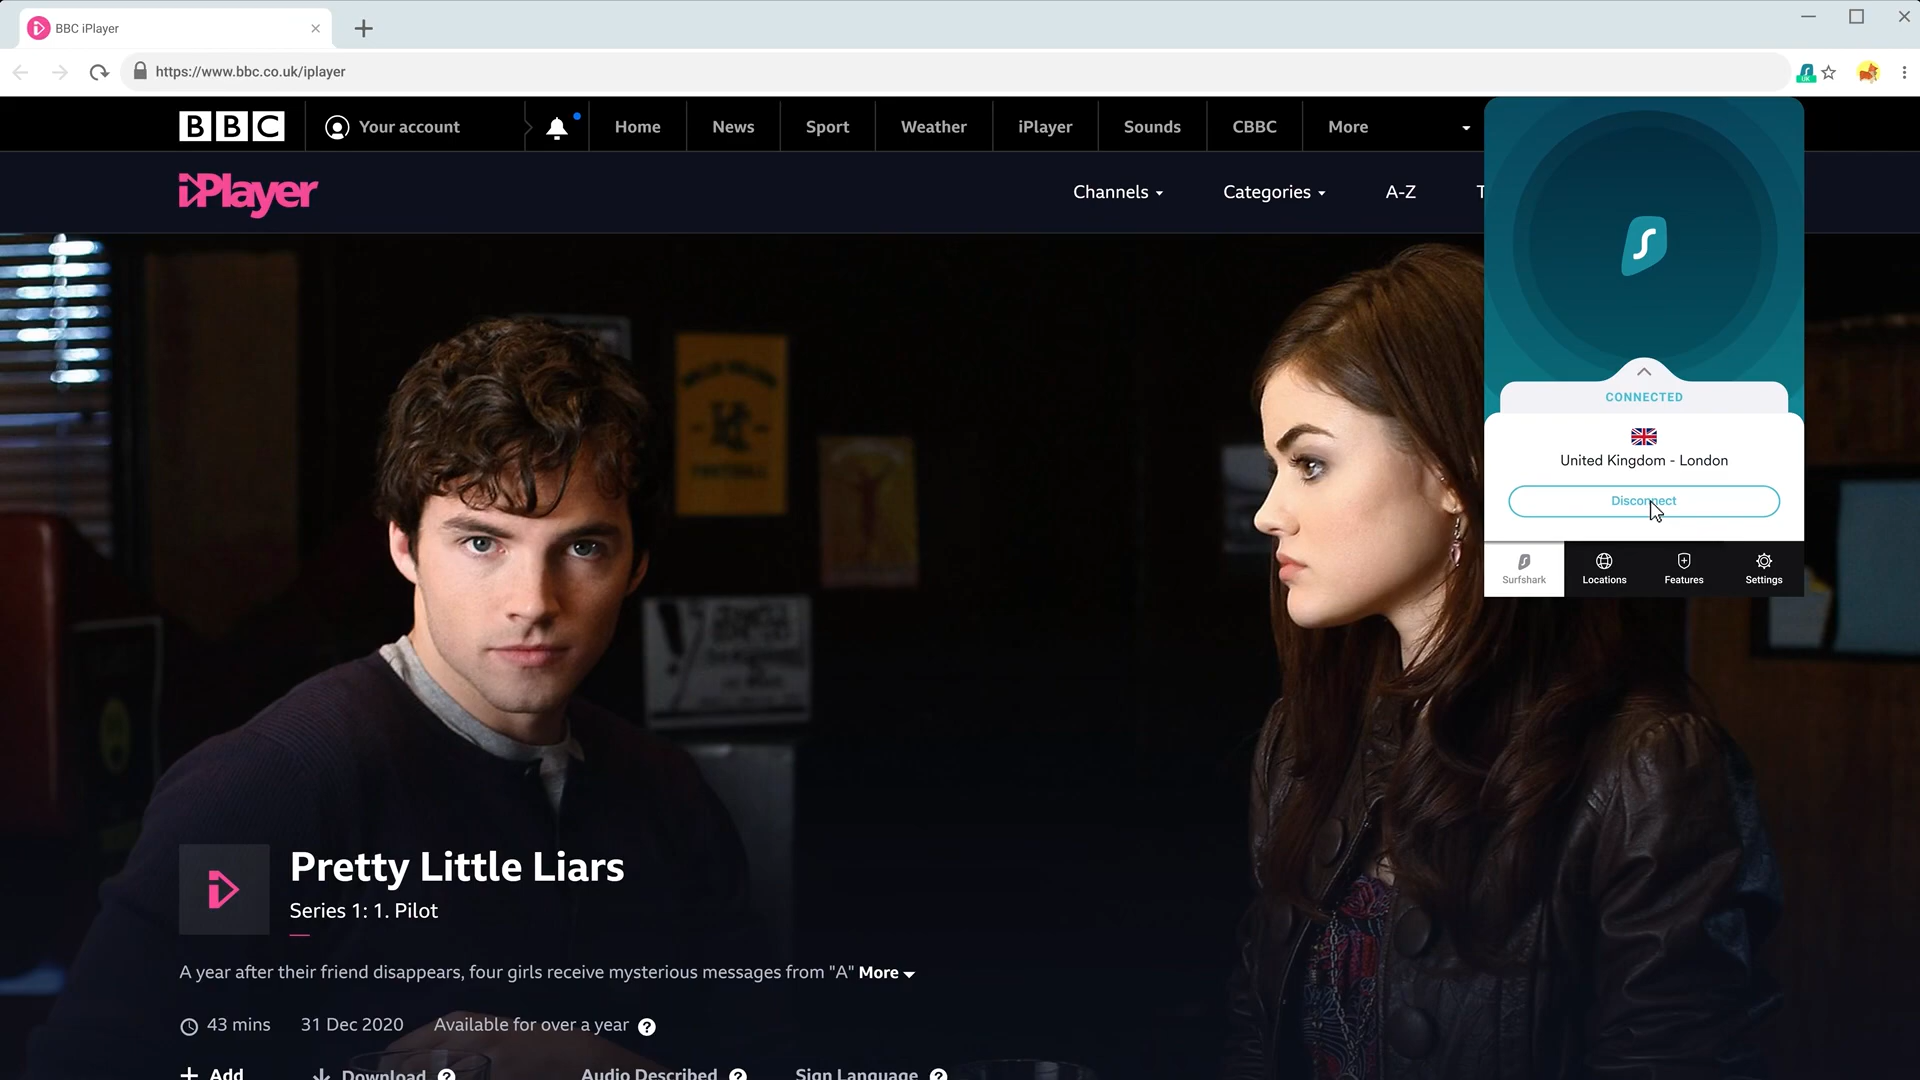 BBC iPlayer
https://www.bbc.co.uk/iplayer
UK
BBC
Your account
Home
News
Sport
Weather
iPlayer
Sounds
CBBC
More
iPlayer
Channels
Categories
A-Z
T
CONNECTED
United Kingdom - London
Disconnect
Surfshark
Locations
Features
Settings
FOOTBALL
Pretty Little Liars
Series 1: 1. Pilot
A year after their friend disappears, four girls receive mysterious messages from "A" More
43 mins
31 Dec 2020
Available for over a year ?
+ Add
Download ?
Audio Described ?
Sign Language ?